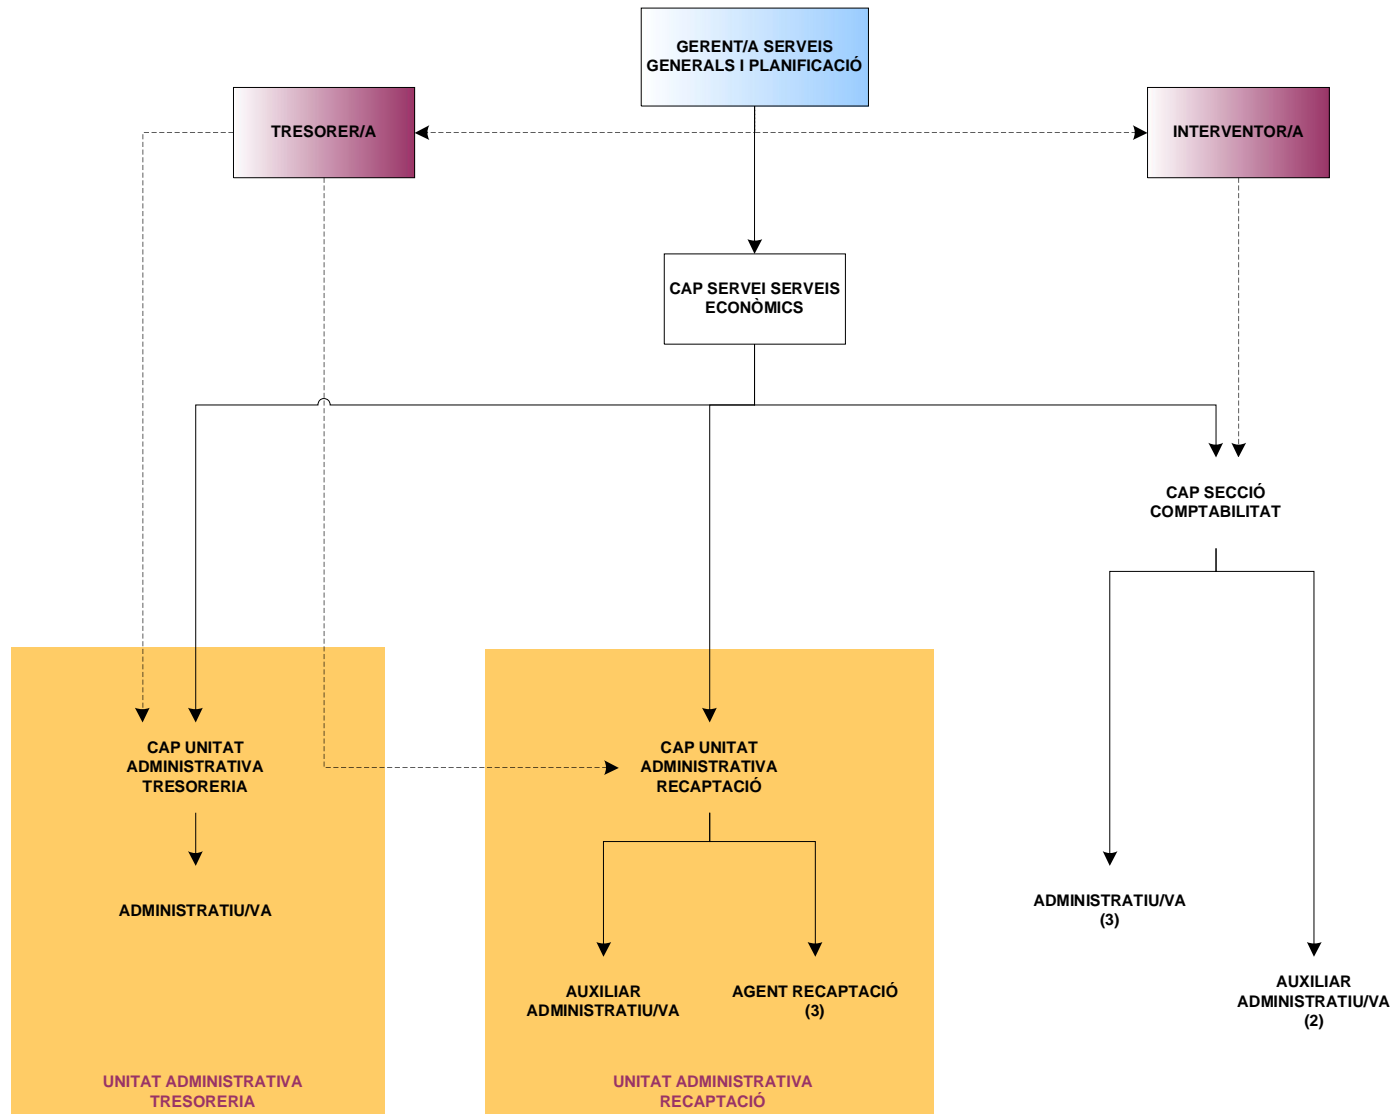 GERENT/A SERVEIS
GENERALS I PLANIFICACIÓ
TRESORER/A
INTERVENTOR/A
CAP SERVEI SERVEIS
ECONÒMICS
CAP SECCIÓ
COMPTABILITAT
CAP UNITAT
ADMINISTRATIVA
TRESORERIA
CAP UNITAT
ADMINISTRATIVA
RECAPTACIÓ
ADMINISTRATIU/VA
ADMINISTRATIU/VA
(3)
AUXILIAR
ADMINISTRATIU/VA
AGENT RECAPTACIÓ
(3)
AUXILIAR
ADMINISTRATIU/VA
(2)
UNITAT ADMINISTRATIVA
TRESORERIA
UNITAT ADMINISTRATIVA
RECAPTACIÓ